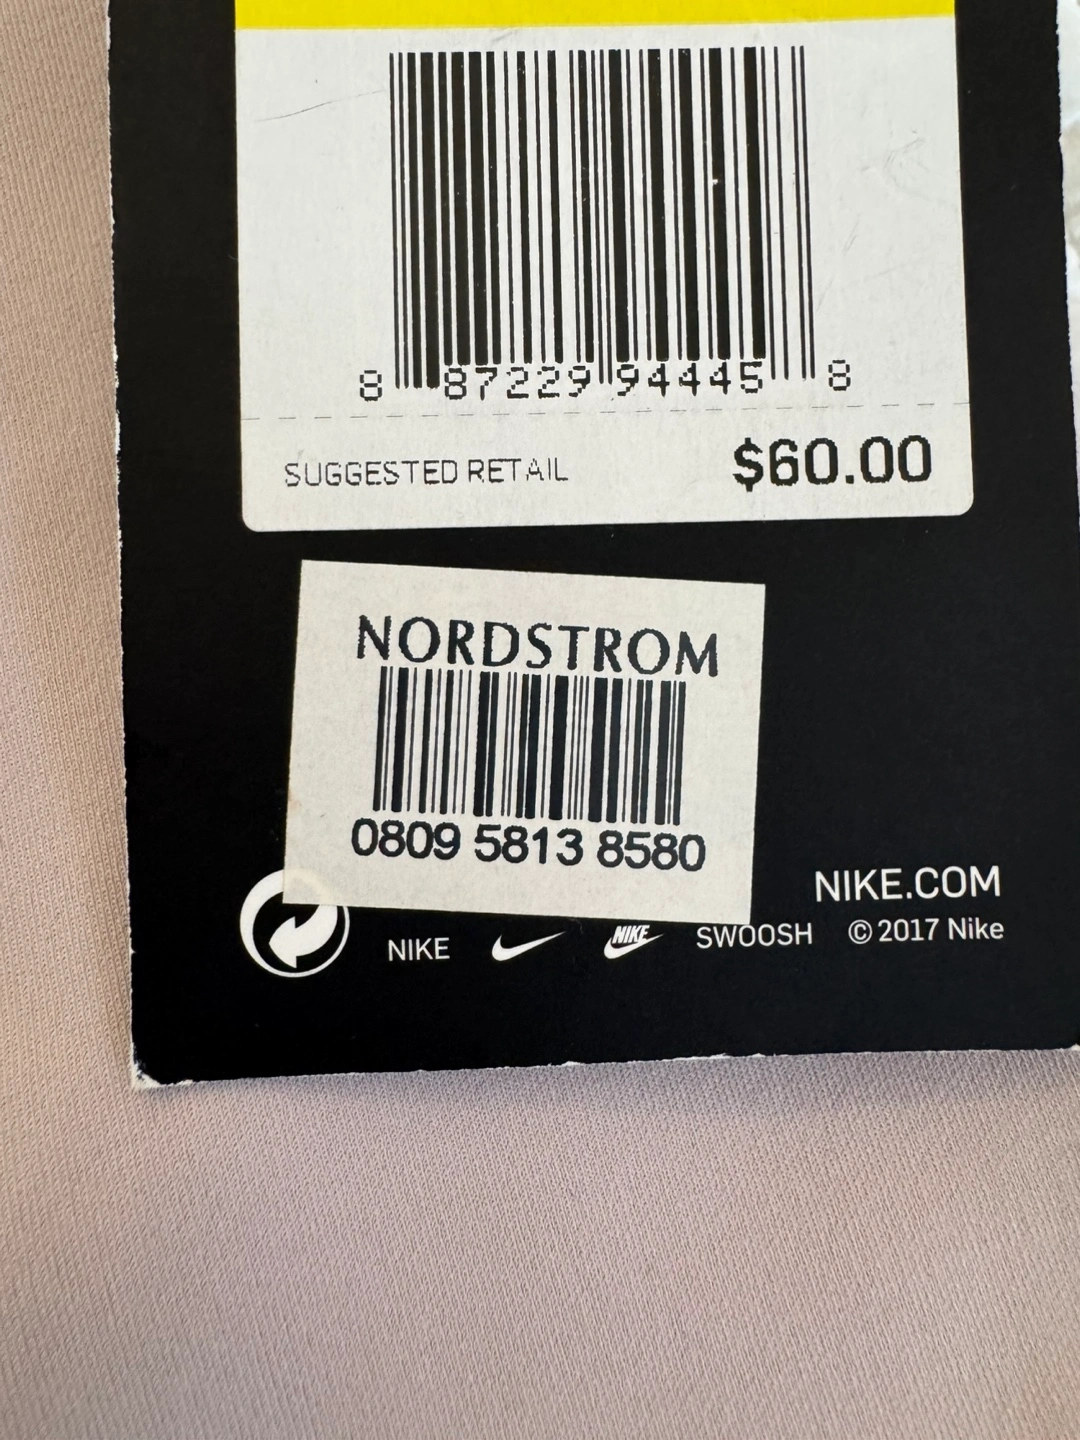 8 87229 94445 8
SUGGESTED RETAIL $60.00
NORDSTROM
0809 5813 8580
NIKE.COM
NIKE NIKE SWOOSH © 2017 Nike